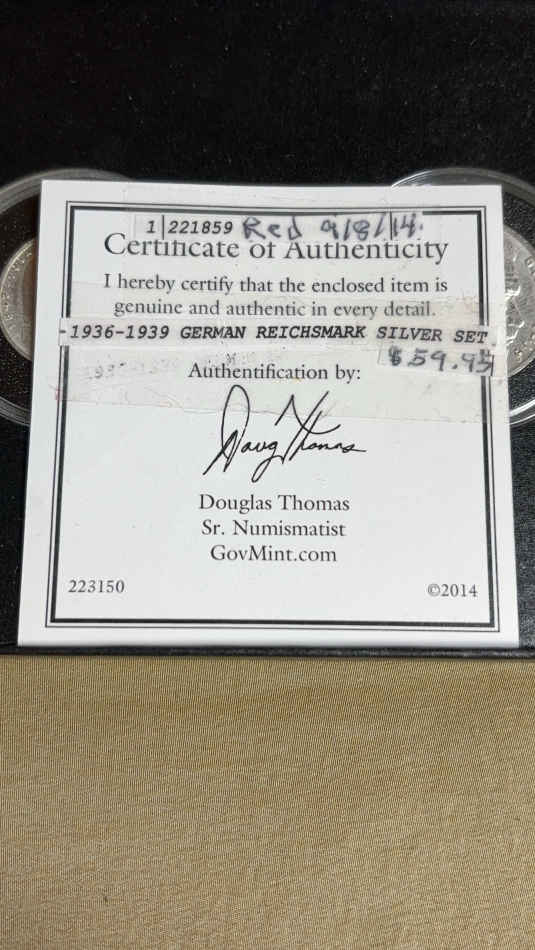 1|221859 Rec 9/8/14.
Certificate of Authenticity
I hereby certify that the enclosed item is
genuine and authentic in every detail.
-1936-1939 GERMAN REICHSMARK SILVER SET
$59.95
Authentification by:
Doug Thomas
Douglas Thomas
Sr. Numismatist
GovMint.com
223150
©2014